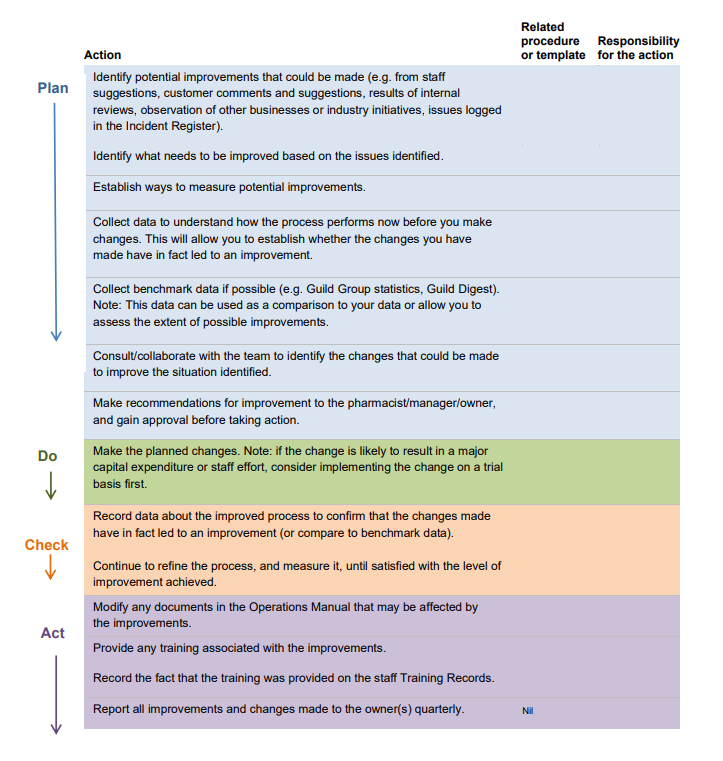 Related
procedure
or template
Responsibility
for the action
Action
Plan
Identify potential improvements that could be made (e.g. from staff
suggestions, customer comments and suggestions, results of internal
reviews, observation of other businesses or industry initiatives, issues logged
in the Incident Register).
Identify what needs to be improved based on the issues identified.
Establish ways to measure potential improvements.
Collect data to understand how the process performs now before you make
changes. This will allow you to establish whether the changes you have
made have in fact led to an improvement.
Collect benchmark data if possible (e.g. Guild Group statistics, Guild Digest).
Note: This data can be used as a comparison to your data or allow you to
assess the extent of possible improvements.
Consult/collaborate with the team to identify the changes that could be made
to improve the situation identified.
Make recommendations for improvement to the pharmacist/manager/owner,
and gain approval before taking action.
Do
Make the planned changes. Note: if the change is likely to result in a major
capital expenditure or staff effort, consider implementing the change on a trial
basis first.
Check
Record data about the improved process to confirm that the changes made
have in fact led to an improvement (or compare to benchmark data).
Continue to refine the process, and measure it, until satisfied with the level of
improvement achieved.
Act
Modify any documents in the Operations Manual that may be affected by
the improvements.
Provide any training associated with the improvements.
Record the fact that the training was provided on the staff Training Records.
Report all improvements and changes made to the owner(s) quarterly.
Nil